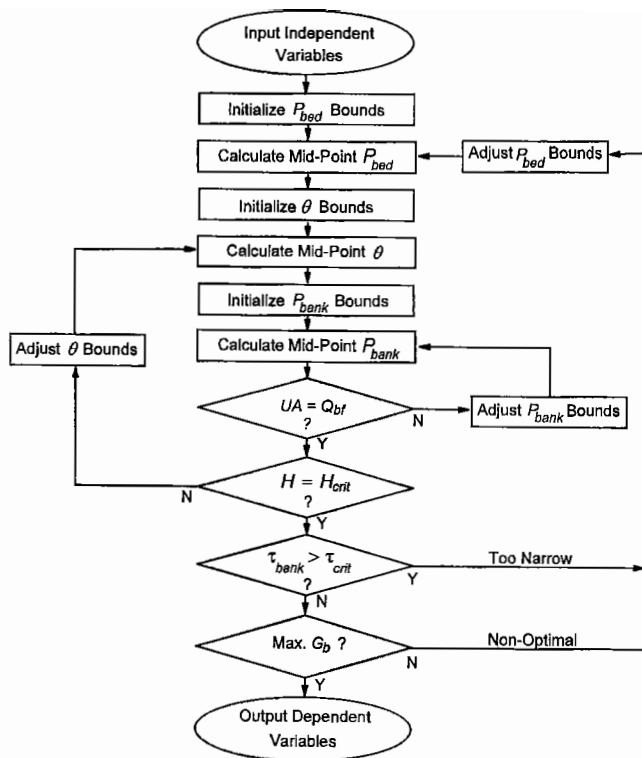 Input Independent
Variables
Initialize P_bed Bounds
Calculate Mid-Point P_bed
Adjust P_bed Bounds
Initialize θ Bounds
Calculate Mid-Point θ
Initialize P_bank Bounds
Adjust θ Bounds
Calculate Mid-Point P_bank
UA = Q_bf
?
N
Adjust P_bank Bounds
Y
H = H_crit
?
N
Y
τ_bank > τ_crit
?
Y
Too Narrow
N
Max. G_b ?
N
Non-Optimal
Y
Output Dependent
Variables